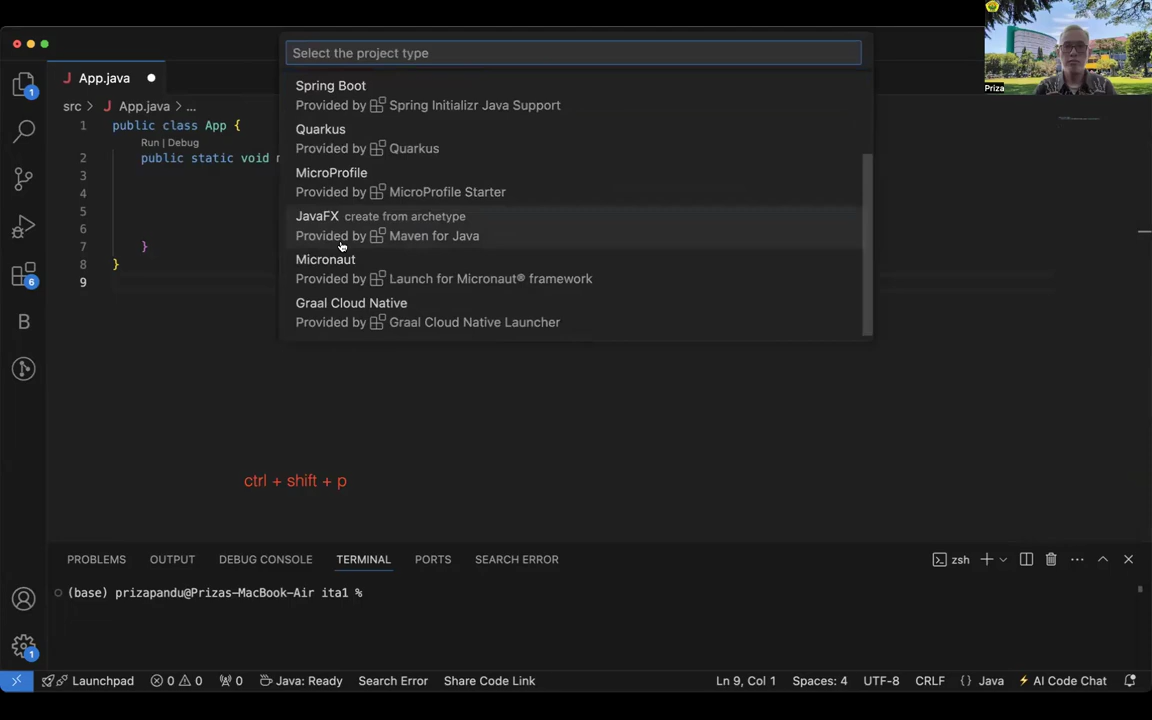 Select the project type
Priza
App.java
src > App.java > ...
Spring Boot
Provided by Spring Initializr Java Support
Quarkus
Provided by Quarkus
MicroProfile
Provided by MicroProfile Starter
JavaFX create from archetype
Provided by Maven for Java
Micronaut
Provided by Launch for Micronaut® framework
Graal Cloud Native
Provided by Graal Cloud Native Launcher
1 public class App {
Run | Debug
2 public static void
3
4
5
6
7 }
8 }
9
1
6
B
ctrl + shift + p
PROBLEMS OUTPUT DEBUG CONSOLE TERMINAL PORTS SEARCH ERROR
zsh
(base) prizapandu@Prizas-MacBook-Air ita1 %
1
Launchpad 0 0 0 Java: Ready Search Error Share Code Link Ln 9, Col 1 Spaces: 4 UTF-8 CRLF {} Java AI Code Chat